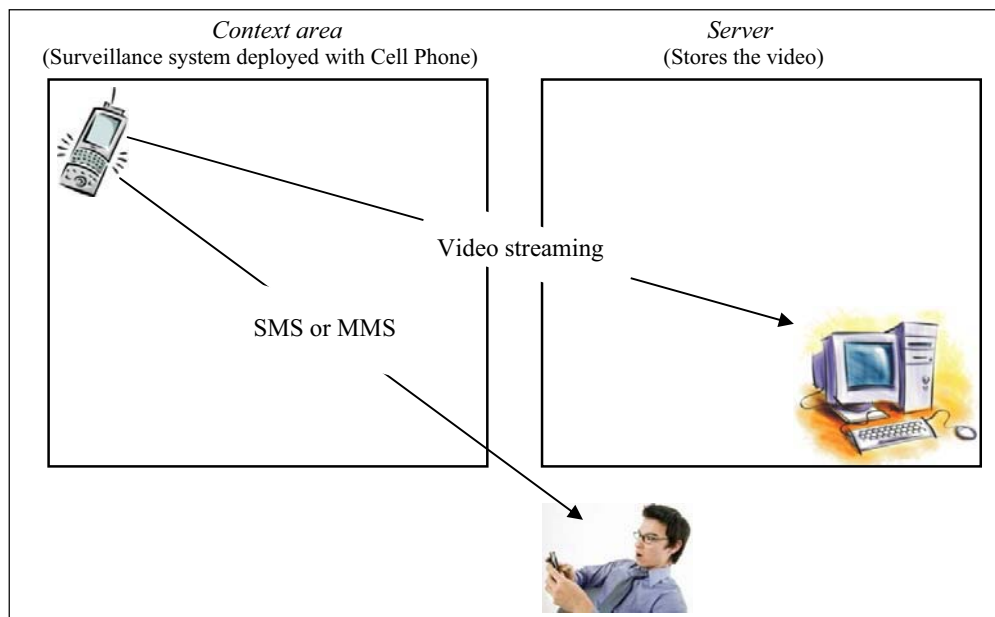 Context area
(Surveillance system deployed with Cell Phone)
Server
(Stores the video)
Video streaming
SMS or MMS